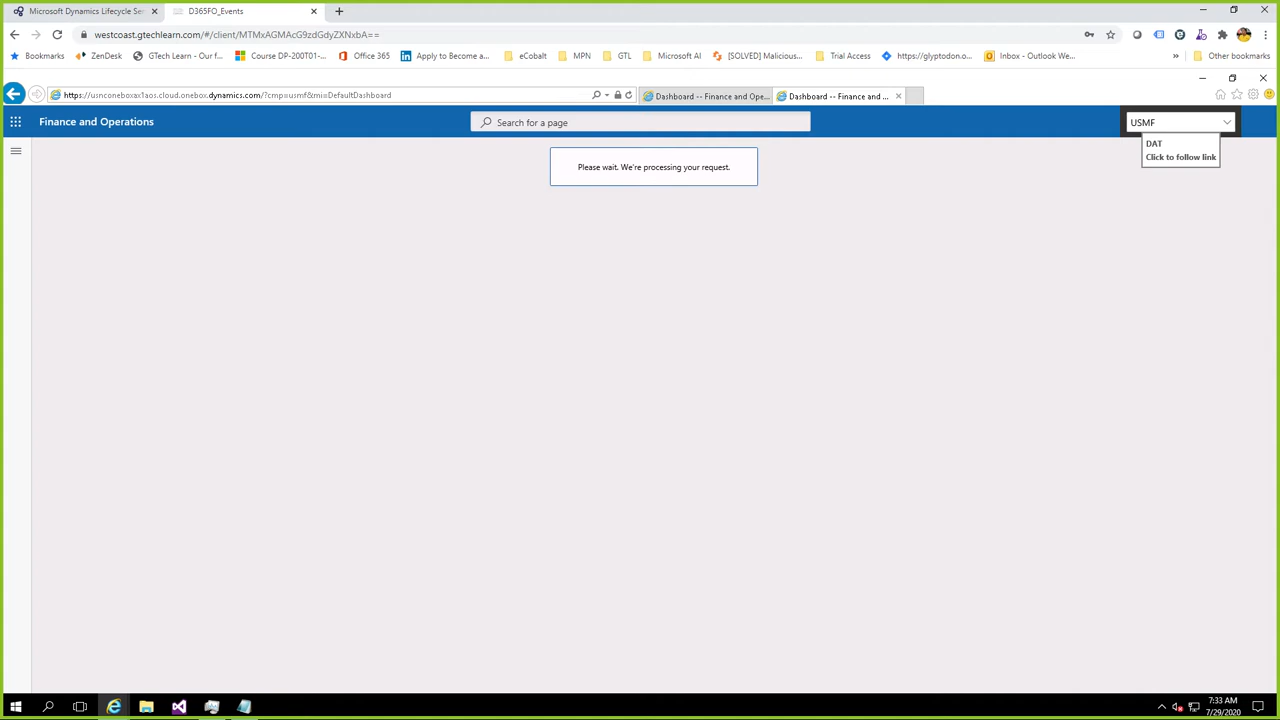 Microsoft Dynamics Lifecycle Se
D365FO_Events
westcoast.gtechlearn.com/#/client/MTMxAGMAcG9zdGdyZXNxbA==
Bookmarks
ZenDesk
GTech Learn - Our f...
Course DP-200T01-...
Office 365
Apply to Become a...
eCobalt
MPN
GTL
Microsoft AI
[SOLVED] Malicious...
Trial Access
https://glyptodon.o...
Inbox - Outlook We...
»
Other bookmarks
https://usnconeboxax1aos.cloud.onebox.dynamics.com/?cmp=usmf&mi=DefaultDashboard
Dashboard -- Finance and Ope...
Dashboard -- Finance and ...
Finance and Operations
Search for a page
USMF
DAT
Click to follow link
Please wait. We're processing your request.
7:33 AM
7/29/2020